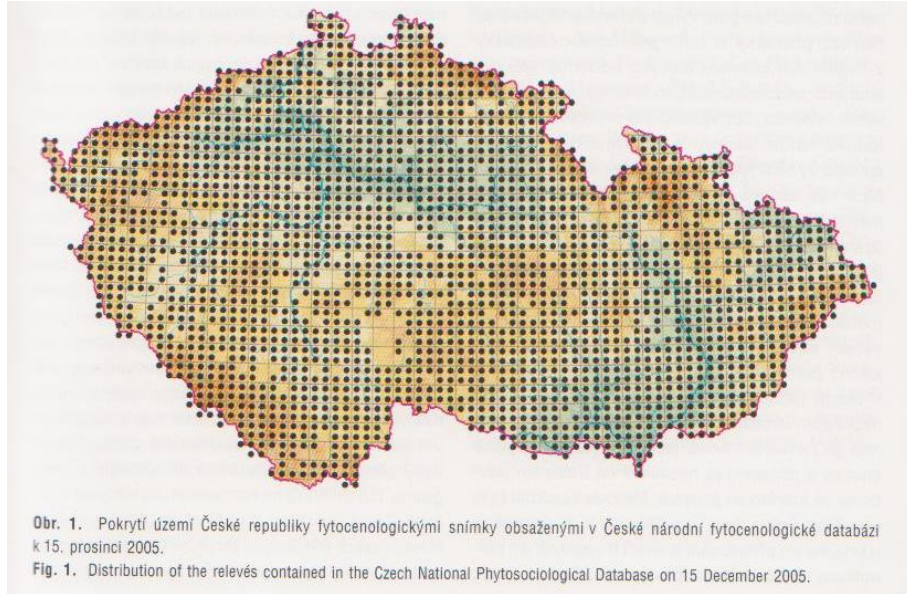 Obr. 1. Pokrytí území České republiky fytocenologickými snímky obsaženými v České národní fytocenologické databázi
k 15. prosinci 2005.
Fig. 1. Distribution of the relevés contained in the Czech National Phytosociological Database on 15 December 2005.